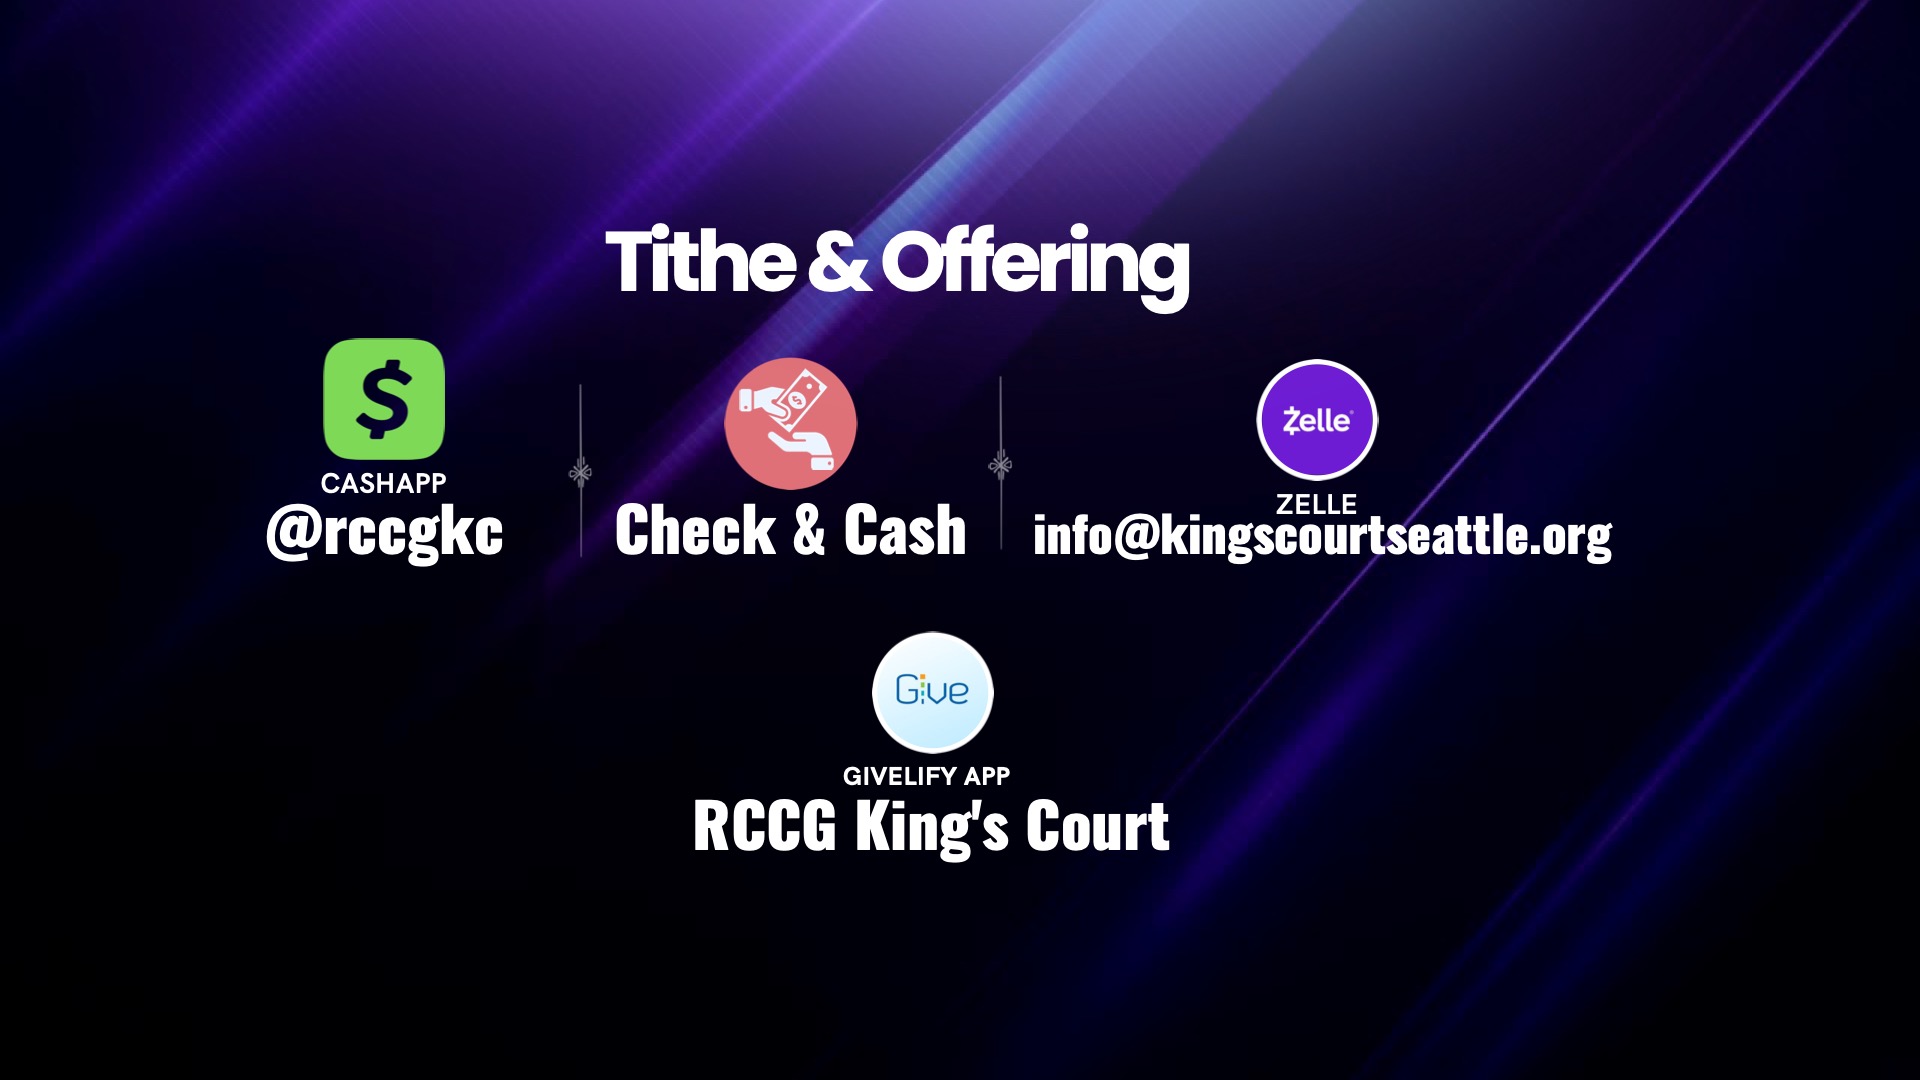 Tithe & Offering
$
CASHAPP
@rccgkc
$
Check & Cash
Zelle
ZELLE
info@kingscourtseattle.org
Give
GIVELIFY APP
RCCG King's Court